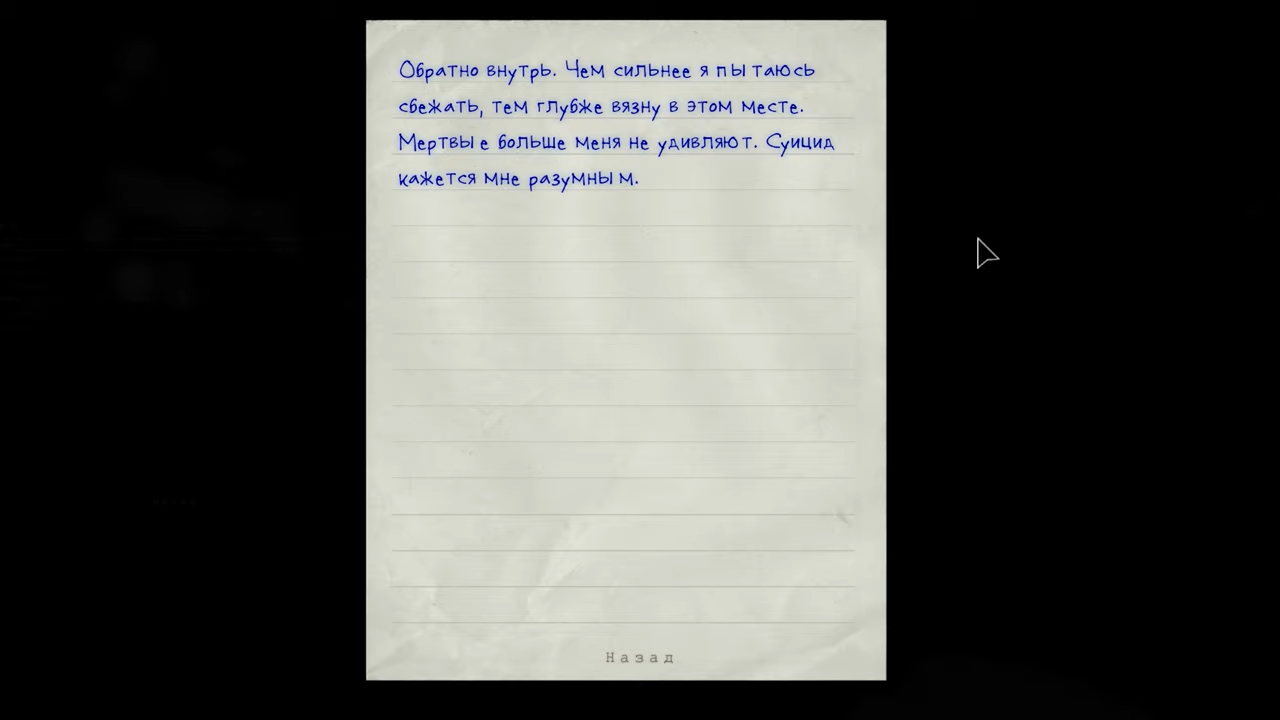 Обратно внутрь. Чем сильнее я пытаюсь
сбежать, тем глубже вязну в этом месте.
Мертвые больше меня не удивляют. Суицид
кажется мне разумным.
Назад